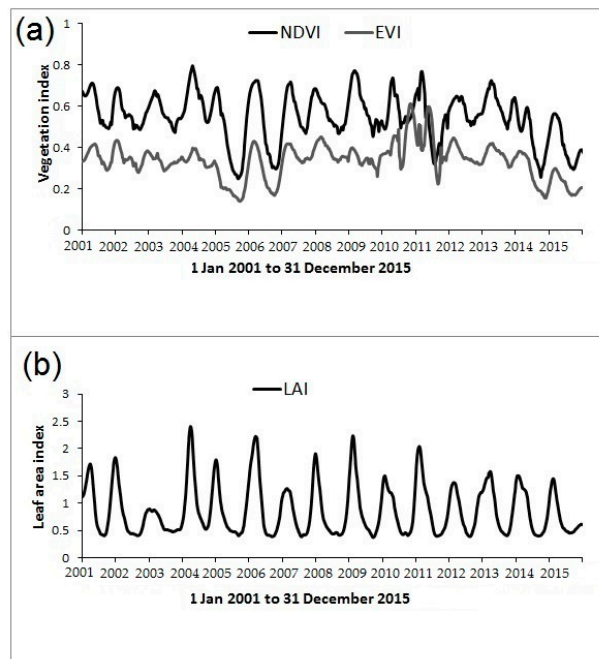 (a)
NDVI EVI
Vegetation index
1
0.8
0.6
0.4
0.2
0
2001 2002 2003 2004 2005 2006 2007 2008 2009 2010 2011 2012 2013 2014 2015
1 Jan 2001 to 31 December 2015
(b)
LAI
Leaf area index
3
2.5
2
1.5
1
0.5
0
2001 2002 2003 2004 2005 2006 2007 2008 2009 2010 2011 2012 2013 2014 2015
1 Jan 2001 to 31 December 2015